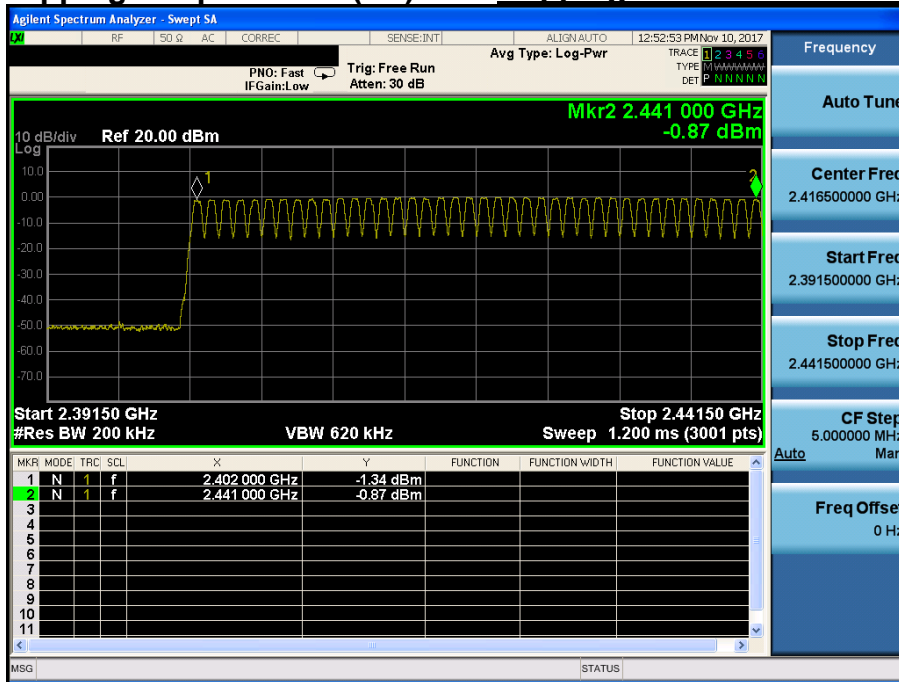 Agilent Spectrum Analyzer - Swept SA
LXI RF 50 Ω AC CORREC SENSE:INT ALIGN AUTO 12:52:53 PM Nov 10, 2017
Avg Type: Log-Pwr TRACE 1 2 3 4 5 6
PNO: Fast Trig: Free Run TYPE M WWWWW
IFGain:Low Atten: 30 dB DET P N N N N N
Mkr2 2.441 000 GHz
-0.87 dBm
10 dB/div Ref 20.00 dBm
Log
10.0
0.00
-10.0
-20.0
-30.0
-40.0
-50.0
-60.0
-70.0
1
2
Start 2.39150 GHz Stop 2.44150 GHz
#Res BW 200 kHz VBW 620 kHz Sweep 1.200 ms (3001 pts)
MKR MODE TRC SCL X Y FUNCTION FUNCTION WIDTH FUNCTION VALUE
1 N 1 f 2.402 000 GHz -1.34 dBm
2 N 1 f 2.441 000 GHz -0.87 dBm
3
4
5
6
7
8
9
10
11
MSG STATUS
Frequency
Auto Tune
Center Freq
2.416500000 GHz
Start Freq
2.391500000 GHz
Stop Freq
2.441500000 GHz
CF Step
5.000000 MHz
Auto Man
Freq Offset
0 Hz